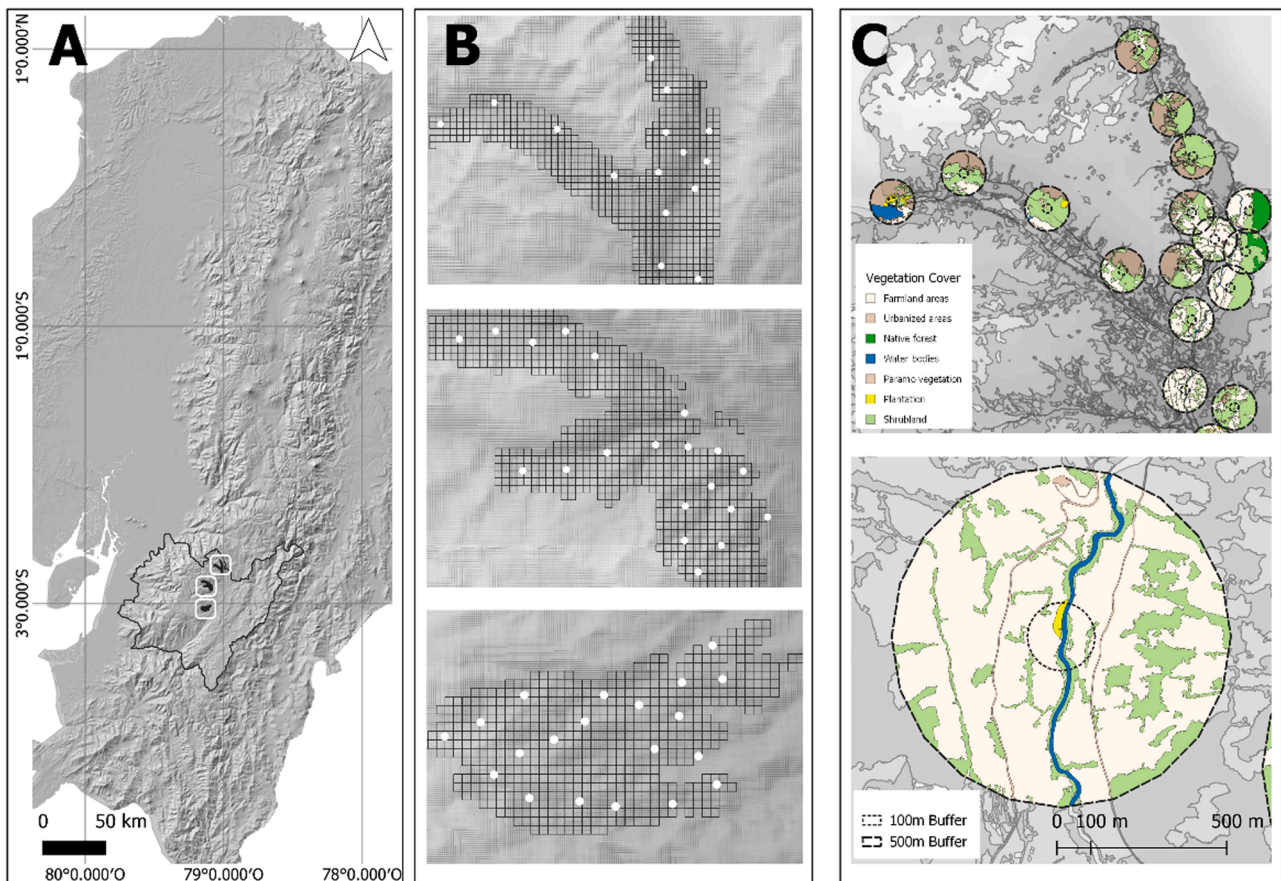 A
1°0.000′N
1°0.000′S
3°0.000′S
0 50 km
80°0.000′O
79°0.000′O
78°0.000′O
B
C
Vegetation Cover
Farmland areas
Urbanized areas
Native forest
Water bodies
Paramo vegetation
Plantation
Shrubland
100m Buffer
500m Buffer
0 100 m 500 m